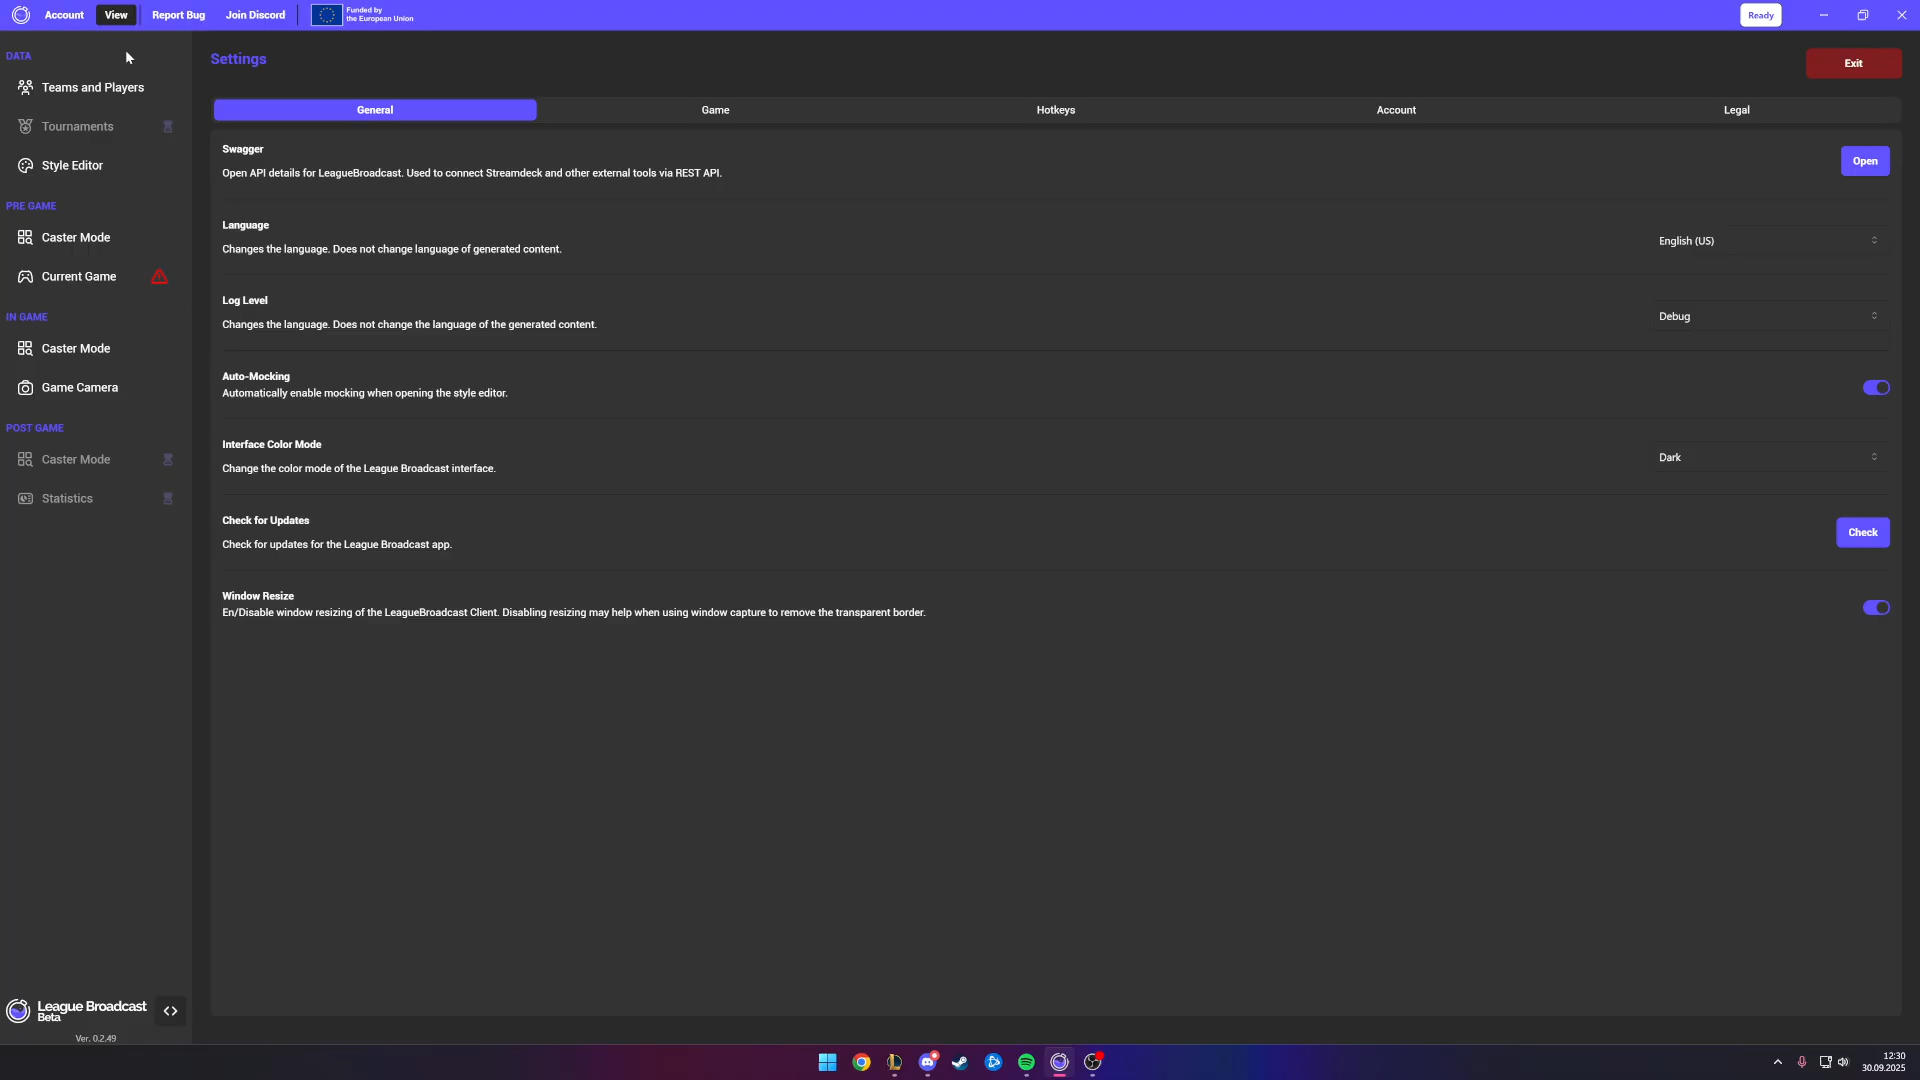 Account
View
Report Bug
Join Discord
Funded by
the European Union
Ready
DATA
Teams and Players
Tournaments
Style Editor
PRE GAME
Caster Mode
Current Game
IN GAME
Caster Mode
Game Camera
POST GAME
Caster Mode
Statistics
League Broadcast
Beta
Ver. 0.2.49
Settings
Exit
General
Game
Hotkeys
Account
Legal
Swagger
Open API details for LeagueBroadcast. Used to connect Streamdeck and other external tools via REST API.
Open
Language
Changes the language. Does not change language of generated content.
English (US)
Log Level
Changes the language. Does not change the language of the generated content.
Debug
Auto-Mocking
Automatically enable mocking when opening the style editor.
Interface Color Mode
Change the color mode of the League Broadcast interface.
Dark
Check for Updates
Check for updates for the League Broadcast app.
Check
Window Resize
En/Disable window resizing of the LeagueBroadcast Client. Disabling resizing may help when using window capture to remove the transparent border.
12:30
30.09.2025